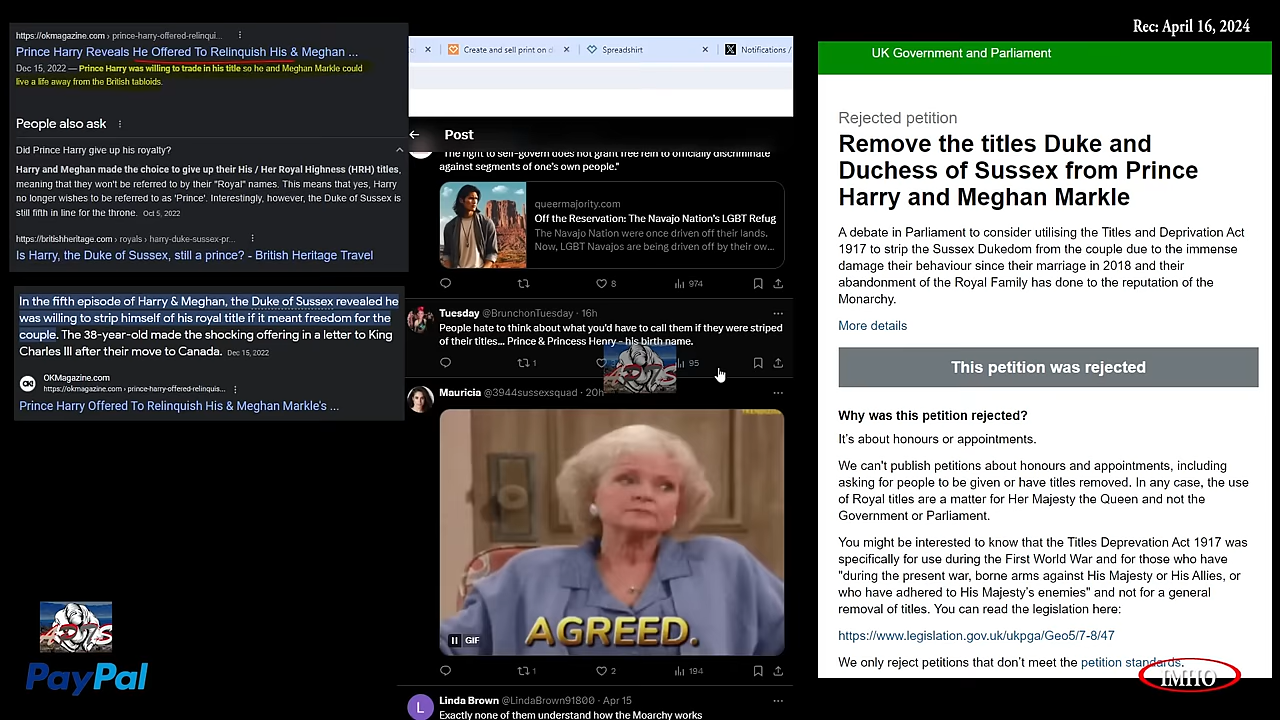 Rec: April 16, 2024
https://okmagazine.com › prince-harry-offered-relinqui...
Prince Harry Reveals He Offered To Relinquish His & Meghan ...
Dec 15, 2022 — Prince Harry was willing to trade in his title so he and Meghan Markle could
live a life away from the British tabloids.
People also ask
Did Prince Harry give up his royalty?
Harry and Meghan made the choice to give up their His / Her Royal Highness (HRH) titles,
meaning that they won't be referred to by their "Royal" names. This means that yes, Harry
no longer wishes to be referred to as 'Prince'. Interestingly, however, the Duke of Sussex is
still fifth in line for the throne. Oct 5, 2022
https://britishheritage.com › royals › harry-duke-sussex-pr...
Is Harry, the Duke of Sussex, still a prince? - British Heritage Travel
In the fifth episode of Harry & Meghan, the Duke of Sussex revealed he
was willing to strip himself of his royal title if it meant freedom for the
couple. The 38-year-old made the shocking offering in a letter to King
Charles III after their move to Canada. Dec 15, 2022
OK
OKMagazine.com
https://okmagazine.com › prince-harry-offered-relinquis...
Prince Harry Offered To Relinquish His & Meghan Markle's ...
PayPal
Create and sell print on d
Spreadshirt
Notifications /
Post
"The right to self-govern does not grant free rein to officially discriminate
against segments of one's own people."
queermajority.com
Off the Reservation: The Navajo Nation's LGBT Refug
The Navajo Nation were once driven off their lands.
Now, LGBT Navajos are being driven off by their ow...
8 974
Tuesday @BrunchonTuesday · 16h
People hate to think about what you'd have to call them if they were striped
of their titles... Prince & Princess Henry - his birth name.
1 95
Mauricia @3944sussexsquad · 20h
AGREED.
GIF
1 2 194
L
Linda Brown @LindaBrown91800 · Apr 15
Exactly none of them understand how the Moarchy works
UK Government and Parliament
Rejected petition
Remove the titles Duke and
Duchess of Sussex from Prince
Harry and Meghan Markle
A debate in Parliament to consider utilising the Titles and Deprivation Act
1917 to strip the Sussex Dukedom from the couple due to the immense
damage their behaviour since their marriage in 2018 and their
abandonment of the Royal Family has done to the reputation of the
Monarchy.
More details
This petition was rejected
Why was this petition rejected?
It's about honours or appointments.
We can't publish petitions about honours and appointments, including
asking for people to be given or have titles removed. In any case, the use
of Royal titles are a matter for Her Majesty the Queen and not the
Government or Parliament.
You might be interested to know that the Titles Deprevation Act 1917 was
specifically for use during the First World War and for those who have
"during the present war, borne arms against His Majesty or His Allies, or
who have adhered to His Majesty's enemies" and not for a general
removal of titles. You can read the legislation here:
https://www.legislation.gov.uk/ukpga/Geo5/7-8/47
We only reject petitions that don't meet the petition standards.
IMHO